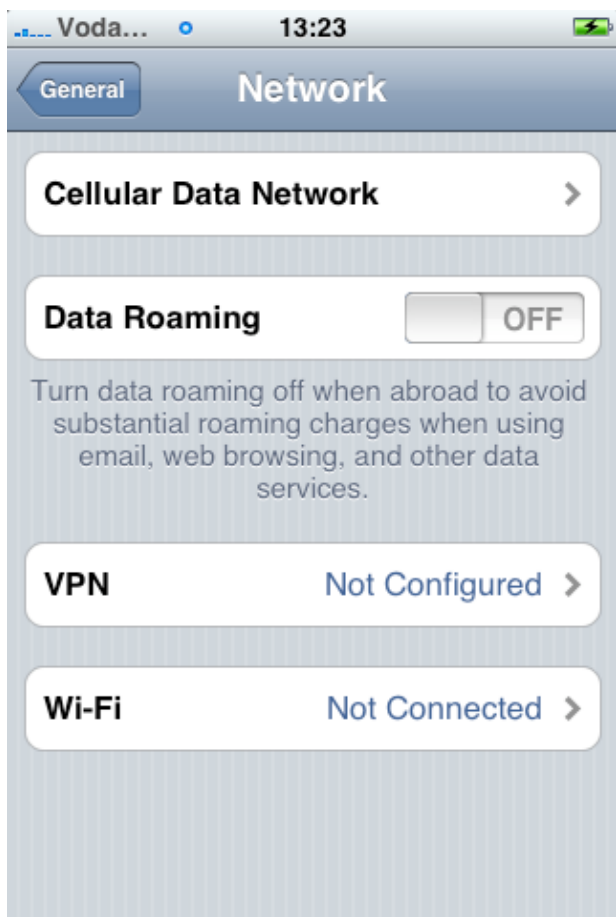 Voda... 13:23
General Network
Cellular Data Network
Data Roaming OFF
Turn data roaming off when abroad to avoid
substantial roaming charges when using
email, web browsing, and other data
services.
VPN Not Configured
Wi-Fi Not Connected